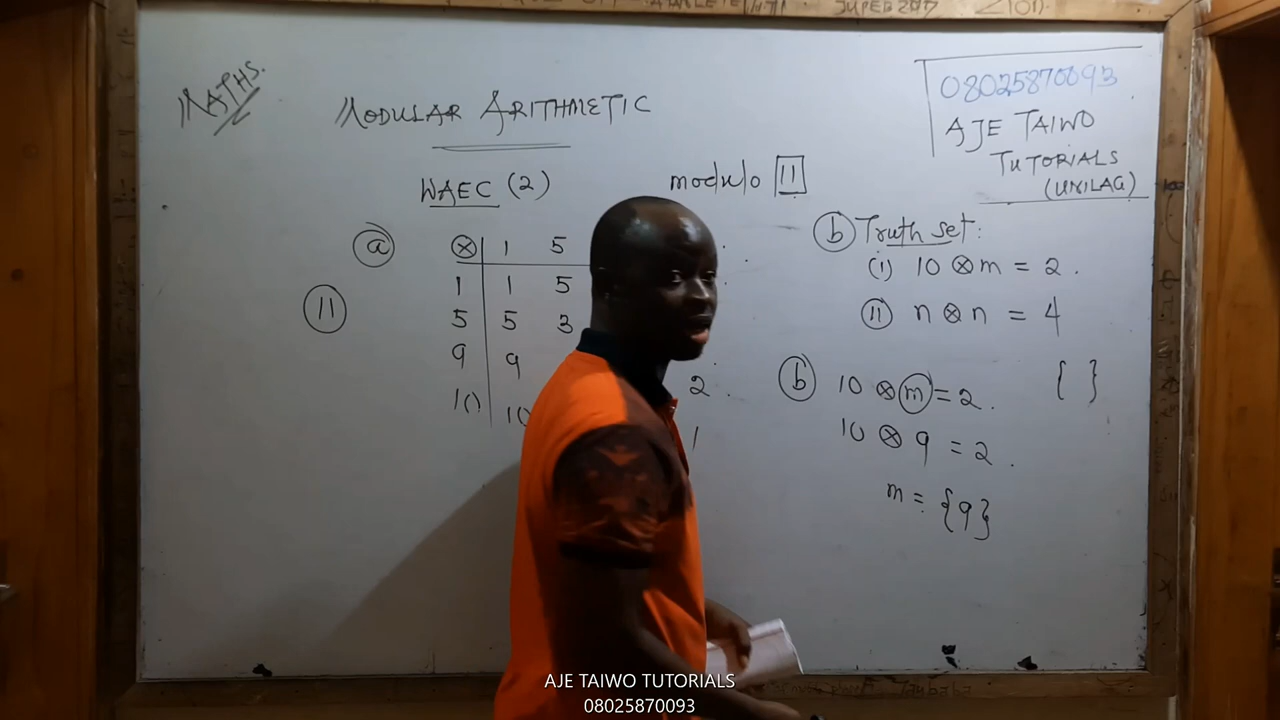 MATHS.
MODULAR ARITHMETIC
08025870093
AJE TAIWO
TUTORIALS
(UNILAG)
WAEC (2)
modulo 11
(a) ⊗ 1 5
1 1 5
(11) 5 5 3
9 9 2
10 10 1
(b) Truth set:
(i) 10 ⊗ m = 2.
(ii) n ⊗ n = 4
(b) 10 ⊗ m = 2. { }
10 ⊗ 9 = 2.
m = {9}
AJE TAIWO TUTORIALS
08025870093